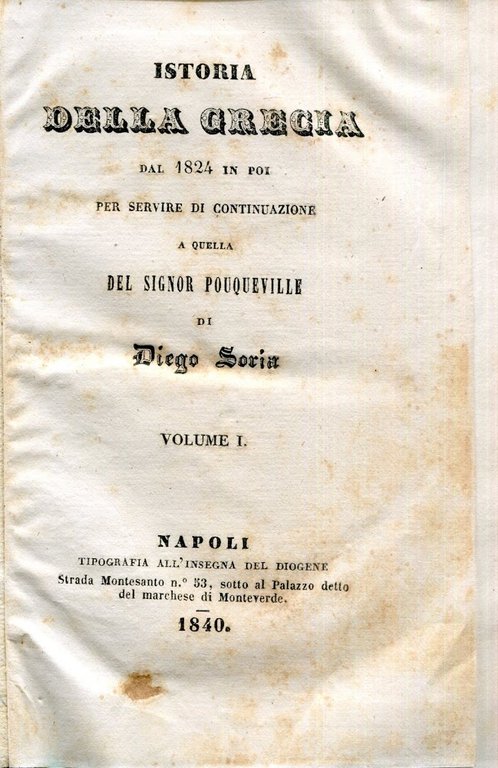 ISTORIA
DELLA GRECIA
DAL 1824 IN POI
PER SERVIRE DI CONTINUAZIONE
A QUELLA
DEL SIGNOR POUQUEVILLE
DI
Diego Soria
VOLUME I.
NAPOLI
TIPOGRAFIA ALL'INSEGNA DEL DIOGENE
Strada Montesanto n.° 53, sotto al Palazzo detto
del marchese di Monteverde.
1840.